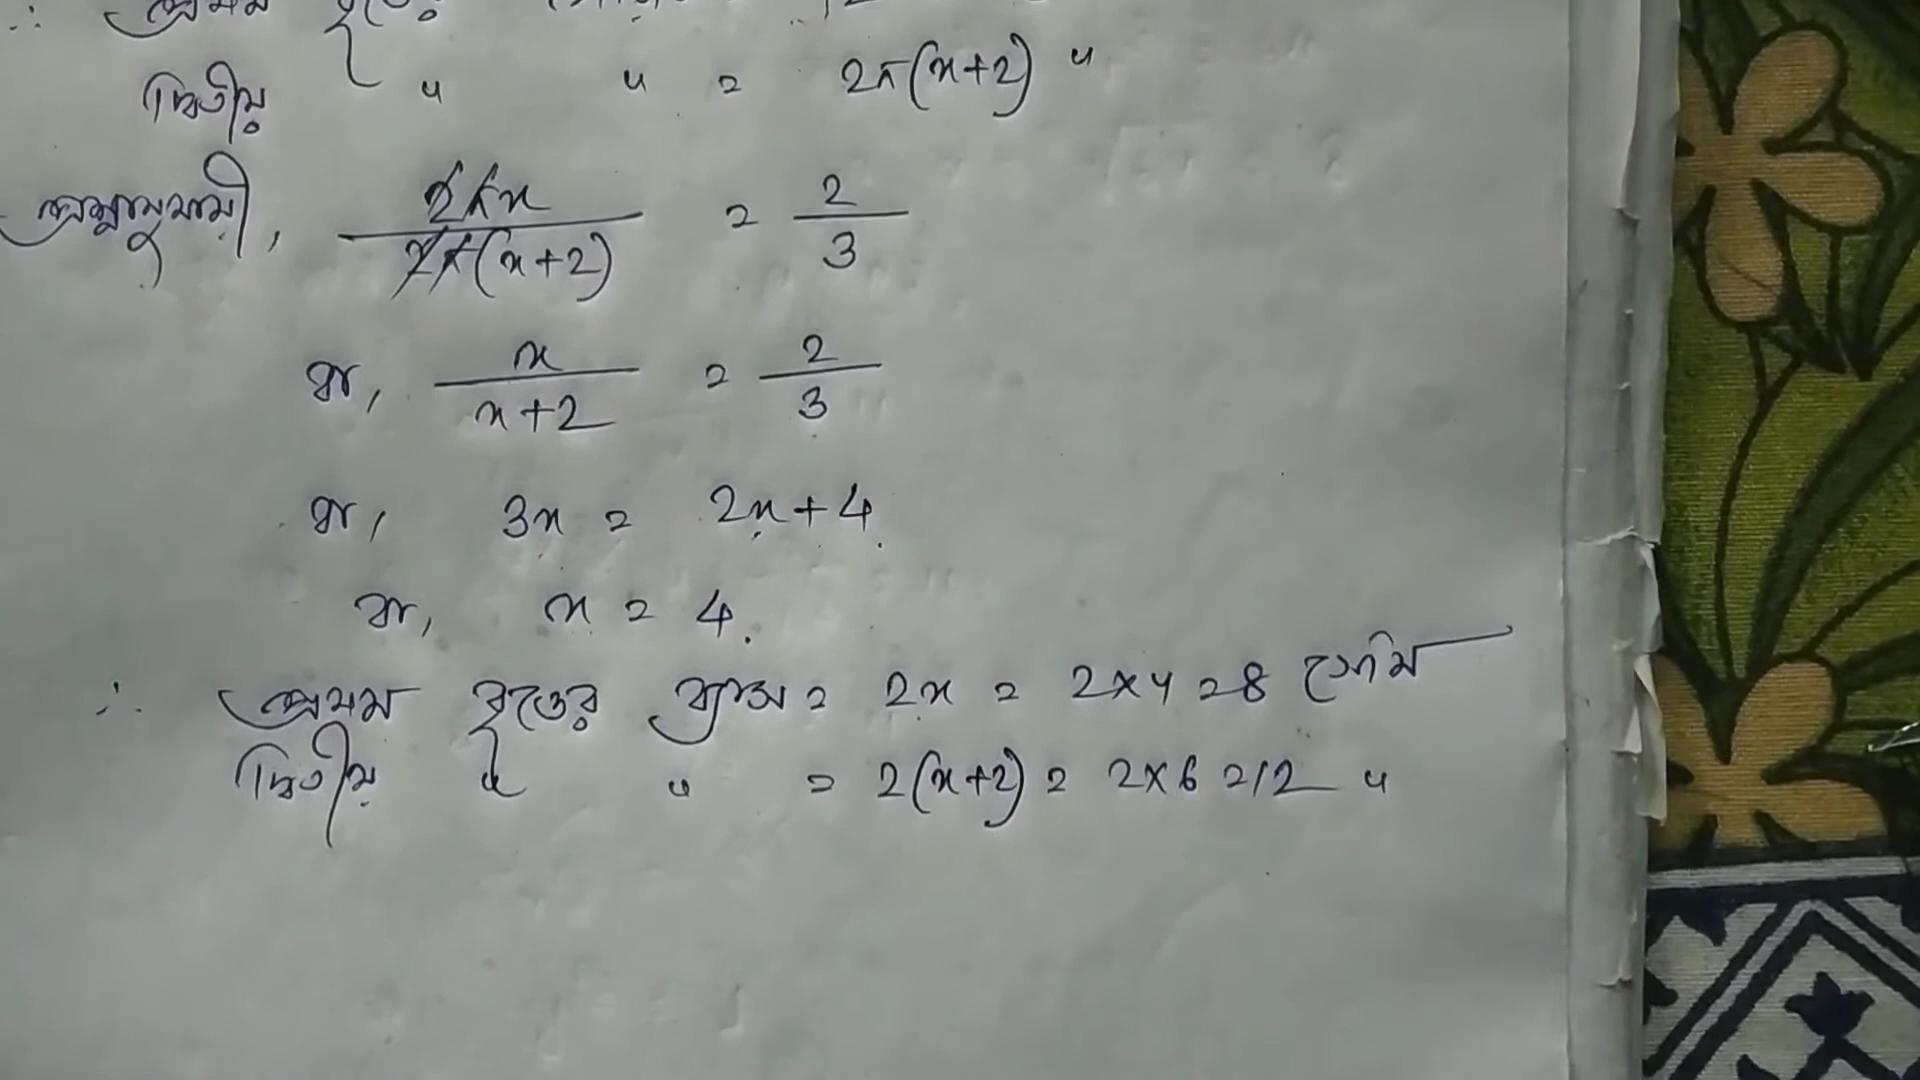 ∴ প্রথম বৃত্তের
দ্বিতীয় " " = 2π(x+2) "
প্রশ্নানুযায়ী, 2πx / 2π(x+2) = 2/3
বা, x / x+2 = 2/3
বা, 3x = 2x+4
বা, x = 4.
∴ প্রথম বৃত্তের ব্যাস = 2x = 2×4 = 8 সেমি
দ্বিতীয় " " = 2(x+2) = 2×6 = 12 "